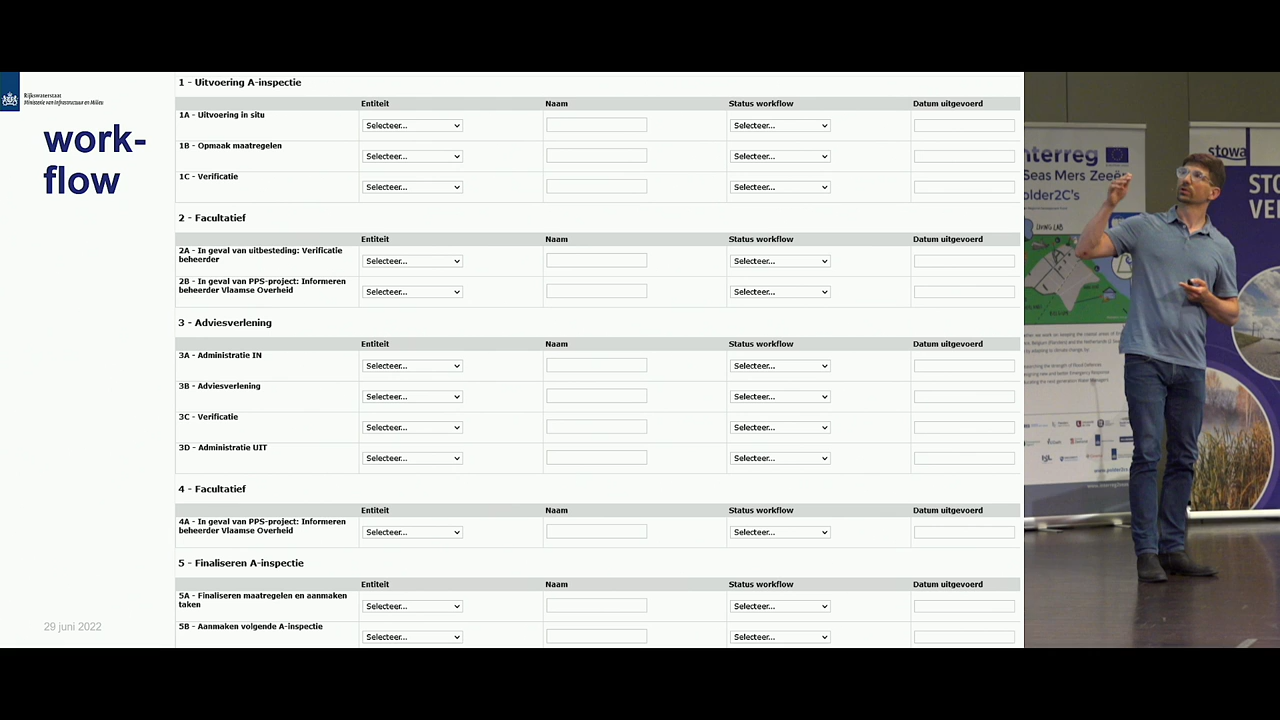 Rijkswaterstaat
Ministerie van Infrastructuur en Milieu
work-
flow
29 juni 2022
1 - Uitvoering A-inspectie
Entiteit Naam Status workflow Datum uitgevoerd
1A - Uitvoering in situ Selecteer... Selecteer...
1B - Opmaak maatregelen Selecteer... Selecteer...
1C - Verificatie Selecteer... Selecteer...
2 - Facultatief
Entiteit Naam Status workflow Datum uitgevoerd
2A - In geval van uitbesteding: Verificatie
beheerder Selecteer... Selecteer...
2B - In geval van PPS-project: Informeren
beheerder Vlaamse Overheid Selecteer... Selecteer...
3 - Adviesverlening
Entiteit Naam Status workflow Datum uitgevoerd
3A - Administratie IN Selecteer... Selecteer...
3B - Adviesverlening Selecteer... Selecteer...
3C - Verificatie Selecteer... Selecteer...
3D - Administratie UIT Selecteer... Selecteer...
4 - Facultatief
Entiteit Naam Status workflow Datum uitgevoerd
4A - In geval van PPS-project: Informeren
beheerder Vlaamse Overheid Selecteer... Selecteer...
5 - Finaliseren A-inspectie
Entiteit Naam Status workflow Datum uitgevoerd
5A - Finaliseren maatregelen en aanmaken
taken Selecteer... Selecteer...
5B - Aanmaken volgende A-inspectie Selecteer... Selecteer...
nterreg
Seas Mers Zeeën
older2C's
LIVING LAB
stowa
STO
VE